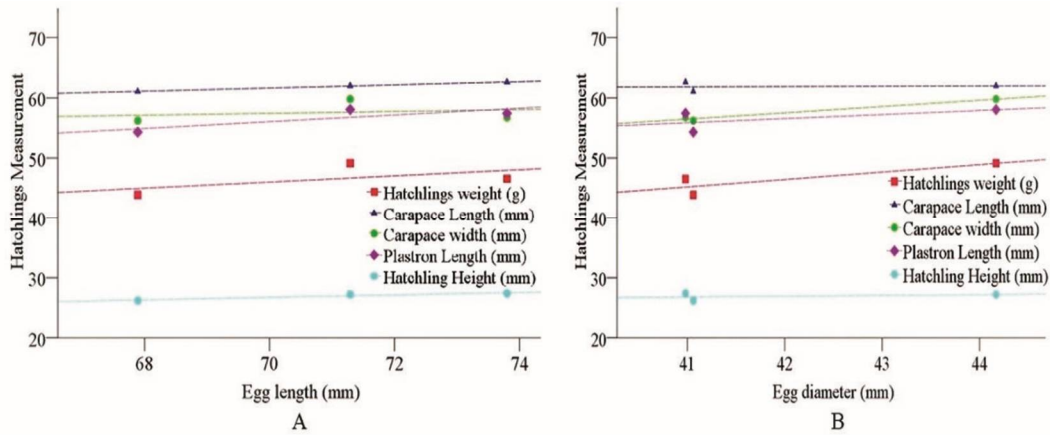 Hatchlings Measurement
70
60
50
40
30
20
68
70
72
74
Egg length (mm)
A
Hatchlings weight (g)
Carapace Length (mm)
Carapace width (mm)
Plastron Length (mm)
Hatchling Height (mm)
Hatchlings Measurement
70
60
50
40
30
20
41
42
43
44
Egg diameter (mm)
B
Hatchlings weight (g)
Carapace Length (mm)
Carapace width (mm)
Plastron Length (mm)
Hatchling Height (mm)